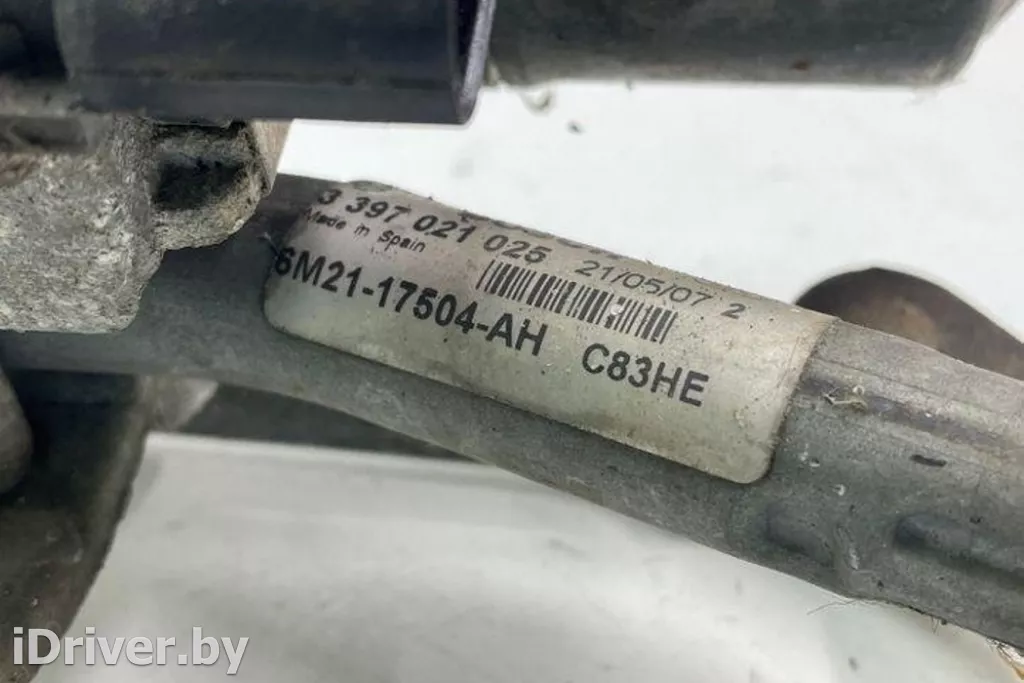 3 397 021 025 21/05/07 2
Made in Spain
6M21-17504-AH C83HE
iDriver.by